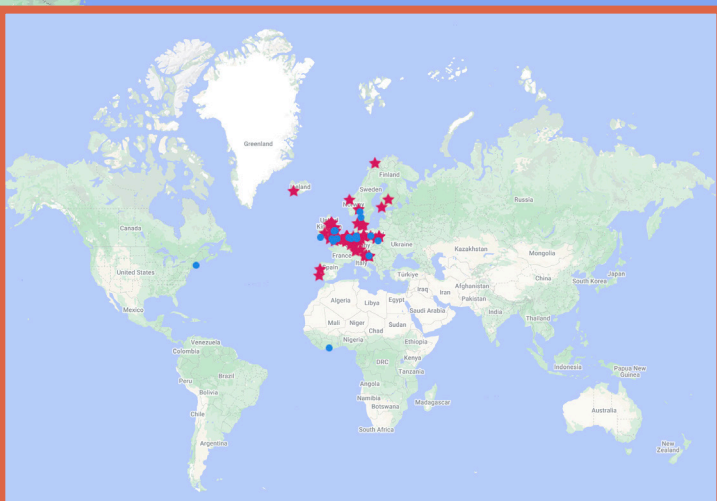 Greenland
Iceland
Finland
Sweden
Norway
Russia
Canada
Ukraine
France
Kazakhstan
Mongolia
Spain
Italy
United States
Türkiye
China
Japan
South Korea
Iraq
Iran
Afghanistan
Pakistan
Algeria
Libya
Egypt
Mexico
Saudi Arabia
India
Mali
Niger
Sudan
Thailand
Chad
Venezuela
Nigeria
Ethiopia
Colombia
Kenya
DRC
Indonesia
Papua New
Guinea
Tanzania
Peru
Brazil
Angola
Bolivia
Namibia
Madagascar
Botswana
Chile
Australia
South Africa
Argentina
New
Zealand